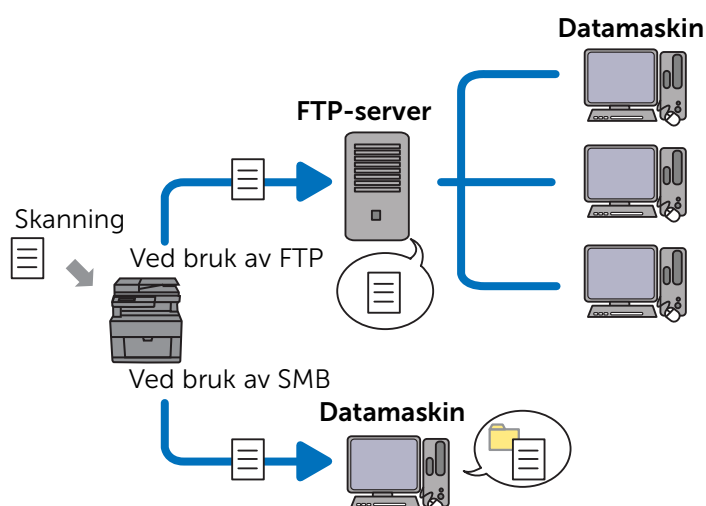 Datamaskin
FTP-server
Skanning
Ved bruk av FTP
Ved bruk av SMB
Datamaskin